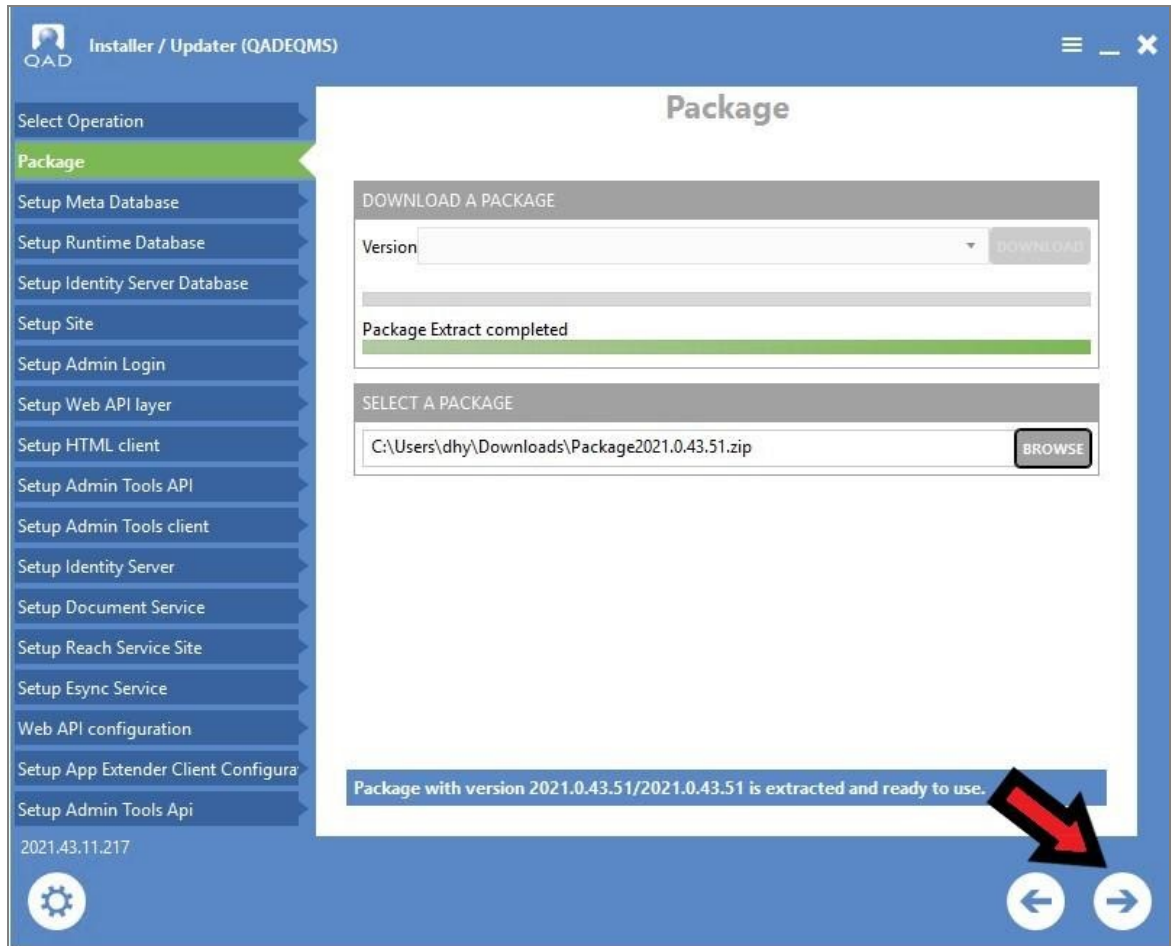 QAD
Installer / Updater (QADEQMS)
Select Operation
Package
Setup Meta Database
Setup Runtime Database
Setup Identity Server Database
Setup Site
Setup Admin Login
Setup Web API layer
Setup HTML client
Setup Admin Tools API
Setup Admin Tools client
Setup Identity Server
Setup Document Service
Setup Reach Service Site
Setup Esync Service
Web API configuration
Setup App Extender Client Configura
Setup Admin Tools Api
2021.43.11.217
Package
DOWNLOAD A PACKAGE
Version
DOWNLOAD
Package Extract completed
SELECT A PACKAGE
C:\Users\dhy\Downloads\Package2021.0.43.51.zip
BROWSE
Package with version 2021.0.43.51/2021.0.43.51 is extracted and ready to use.